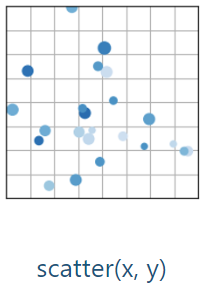 scatter(x, y)